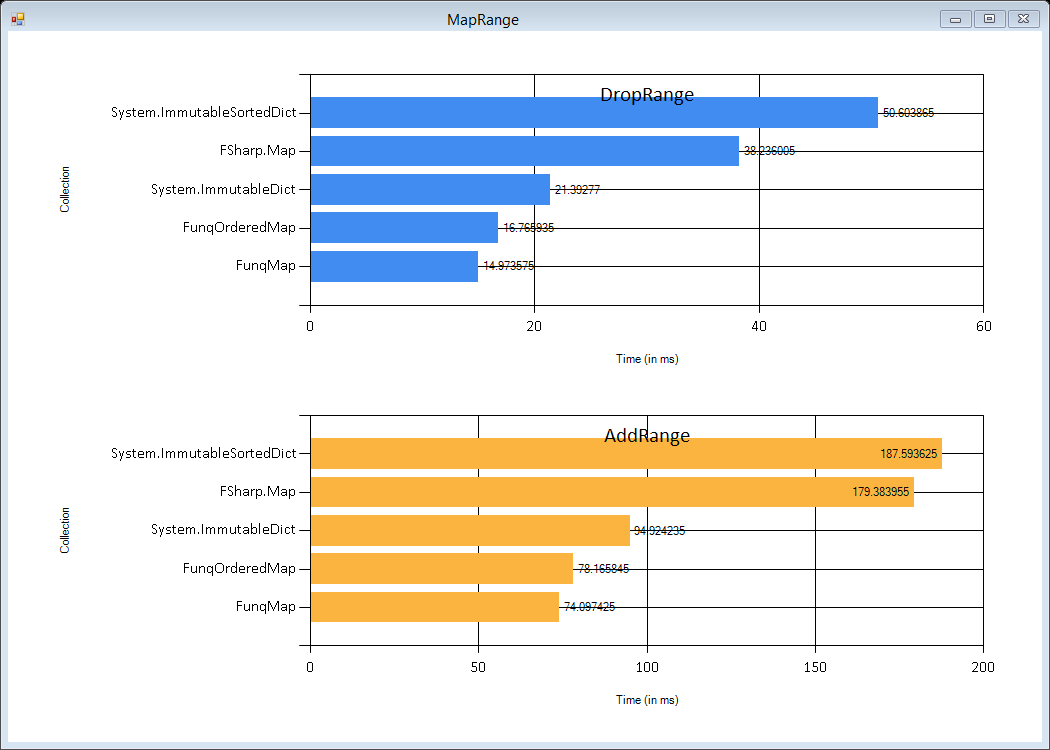 MapRange
DropRange
Collection
System.ImmutableSortedDict 50.603865
FSharp.Map 38.236005
System.ImmutableDict 21.39277
FunqOrderedMap 16.765935
FunqMap 14.973575
0 20 40 60
Time (in ms)
AddRange
Collection
System.ImmutableSortedDict 187.593625
FSharp.Map 179.383955
System.ImmutableDict 94.924235
FunqOrderedMap 78.165845
FunqMap 74.097425
0 50 100 150 200
Time (in ms)